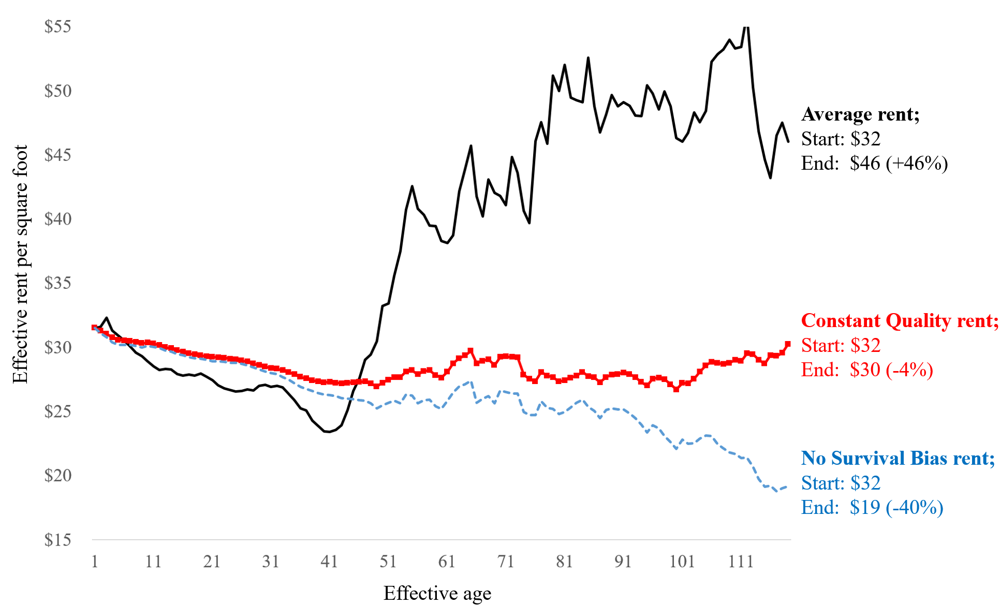 $55
$50
$45
$40
$35
$30
$25
$20
$15
Effective rent per square foot
1 11 21 31 41 51 61 71 81 91 101 111
Effective age
Average rent;
Start: $32
End: $46 (+46%)
Constant Quality rent;
Start: $32
End: $30 (-4%)
No Survival Bias rent;
Start: $32
End: $19 (-40%)